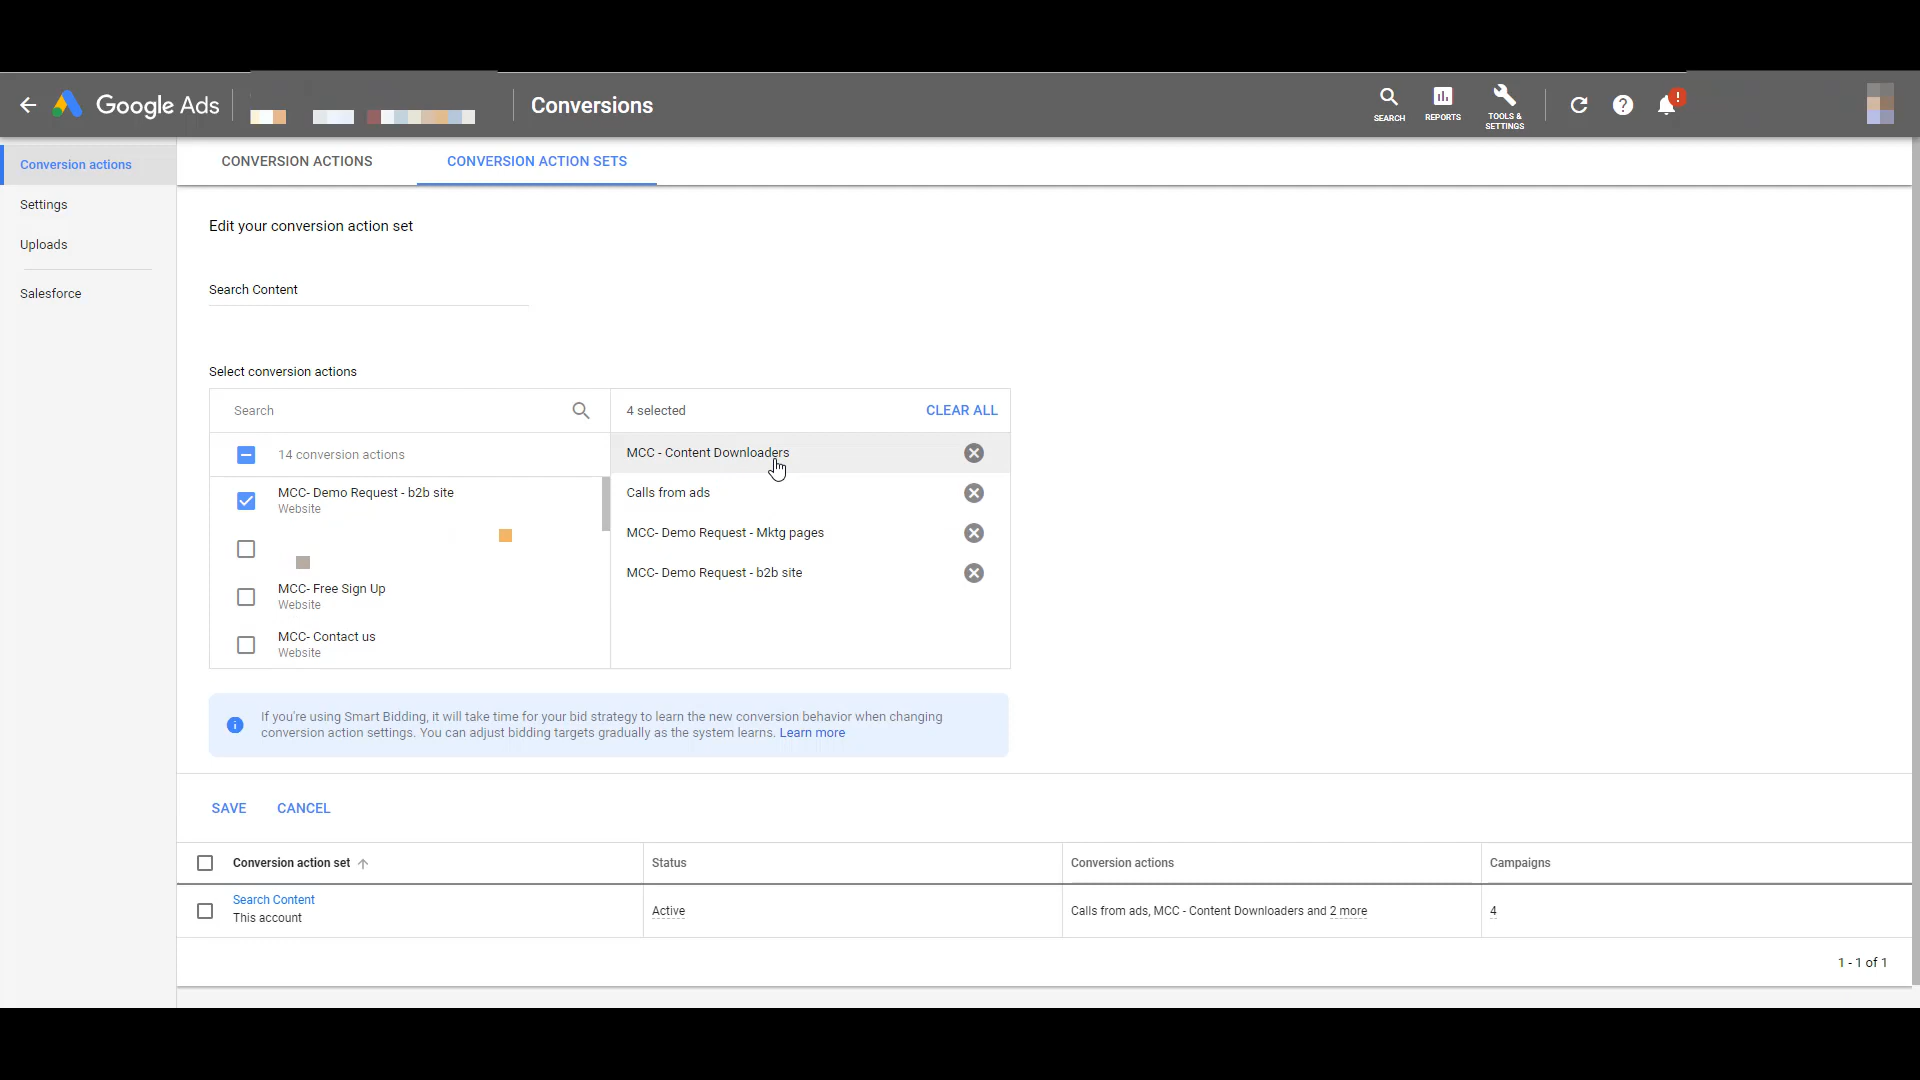 Google Ads
Conversions
SEARCH
REPORTS
TOOLS &
SETTINGS
!
Conversion actions
Settings
Uploads
Salesforce
CONVERSION ACTIONS
CONVERSION ACTION SETS
Edit your conversion action set
Search Content
Select conversion actions
Search
4 selected
CLEAR ALL
14 conversion actions
MCC- Demo Request - b2b site
Website
MCC- Free Sign Up
Website
MCC- Contact us
Website
MCC - Content Downloaders
Calls from ads
MCC- Demo Request - Mktg pages
MCC- Demo Request - b2b site
If you're using Smart Bidding, it will take time for your bid strategy to learn the new conversion behavior when changing
conversion action settings. You can adjust bidding targets gradually as the system learns. Learn more
SAVE
CANCEL
Conversion action set
Status
Conversion actions
Campaigns
Search Content
This account
Active
Calls from ads, MCC - Content Downloaders and 2 more
4
1 - 1 of 1